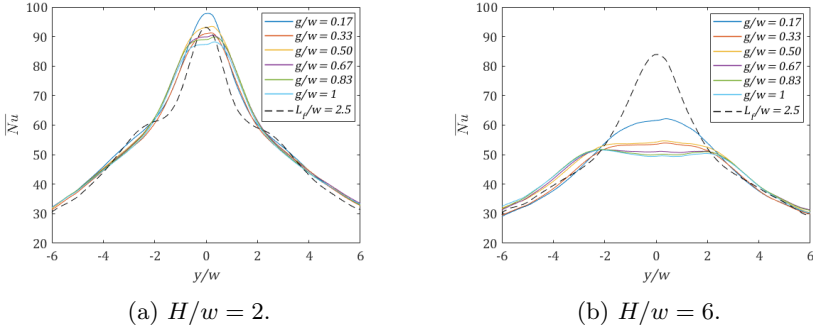 100
90
80
70
60
50
40
30
20
-6
-4
-2
0
2
4
6
N̅u̅
y/w
g/w = 0.17
g/w = 0.33
g/w = 0.50
g/w = 0.67
g/w = 0.83
g/w = 1
L_f/w = 2.5
(a) H/w = 2.
100
90
80
70
60
50
40
30
20
-6
-4
-2
0
2
4
6
N̅u̅
y/w
g/w = 0.17
g/w = 0.33
g/w = 0.50
g/w = 0.67
g/w = 0.83
g/w = 1
L_f/w = 2.5
(b) H/w = 6.